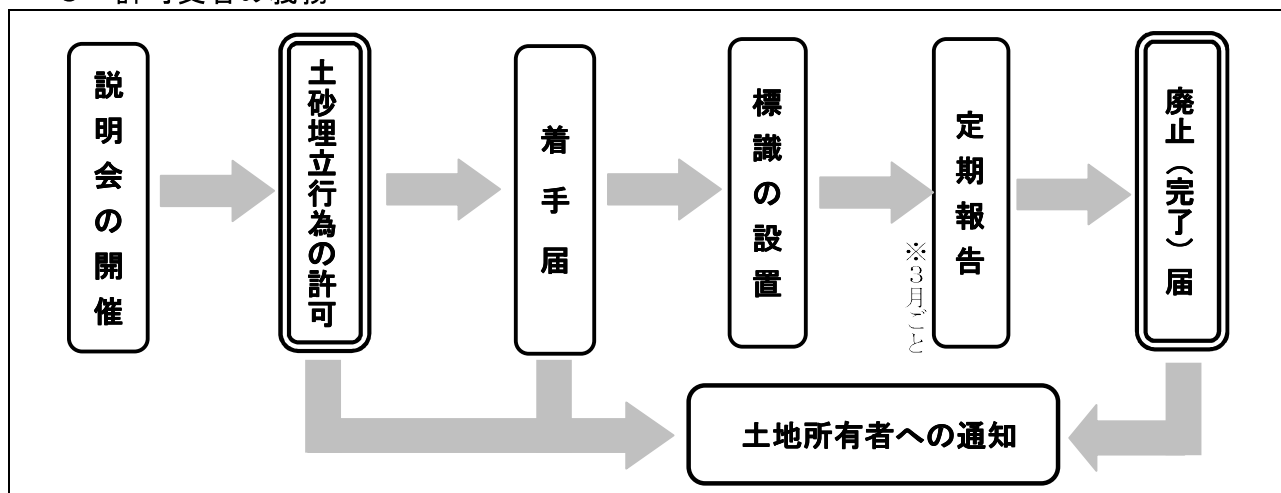 説明会の開催
土砂埋立行為の許可
着手届
標識の設置
定期報告
※3月ごと
廃止（完了）届
土地所有者への通知